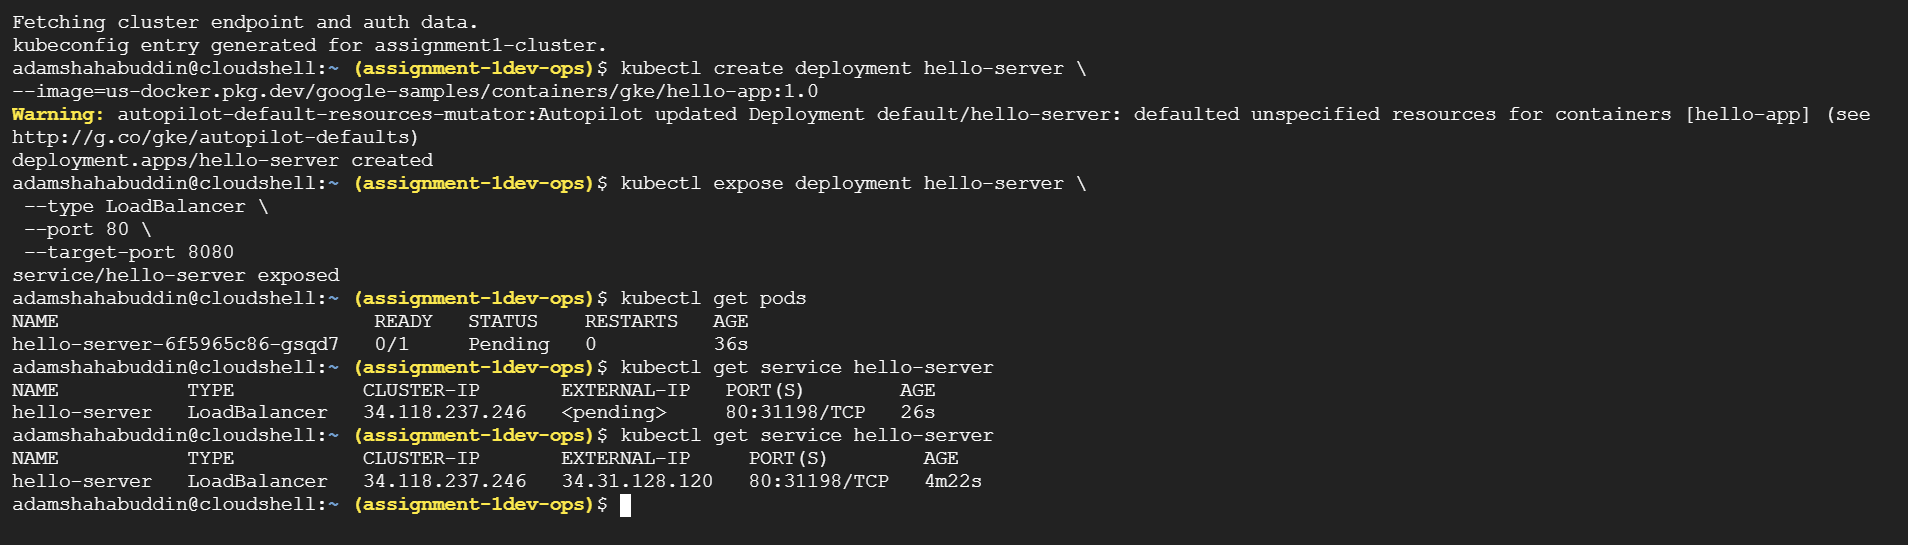 Fetching cluster endpoint and auth data.
kubeconfig entry generated for assignment1-cluster.
adamshahabuddin@cloudshell:~ (assignment-1dev-ops)$ kubectl create deployment hello-server \
--image=us-docker.pkg.dev/google-samples/containers/gke/hello-app:1.0
Warning: autopilot-default-resources-mutator:Autopilot updated Deployment default/hello-server: defaulted unspecified resources for containers [hello-app] (see
http://g.co/gke/autopilot-defaults)
deployment.apps/hello-server created
adamshahabuddin@cloudshell:~ (assignment-1dev-ops)$ kubectl expose deployment hello-server \
 --type LoadBalancer \
 --port 80 \
 --target-port 8080
service/hello-server exposed
adamshahabuddin@cloudshell:~ (assignment-1dev-ops)$ kubectl get pods
NAME                           READY   STATUS    RESTARTS   AGE
hello-server-6f5965c86-gsqd7   0/1     Pending   0          36s
adamshahabuddin@cloudshell:~ (assignment-1dev-ops)$ kubectl get service hello-server
NAME           TYPE           CLUSTER-IP       EXTERNAL-IP   PORT(S)        AGE
hello-server   LoadBalancer   34.118.237.246   <pending>     80:31198/TCP   26s
adamshahabuddin@cloudshell:~ (assignment-1dev-ops)$ kubectl get service hello-server
NAME           TYPE           CLUSTER-IP       EXTERNAL-IP     PORT(S)        AGE
hello-server   LoadBalancer   34.118.237.246   34.31.128.120   80:31198/TCP   4m22s
adamshahabuddin@cloudshell:~ (assignment-1dev-ops)$